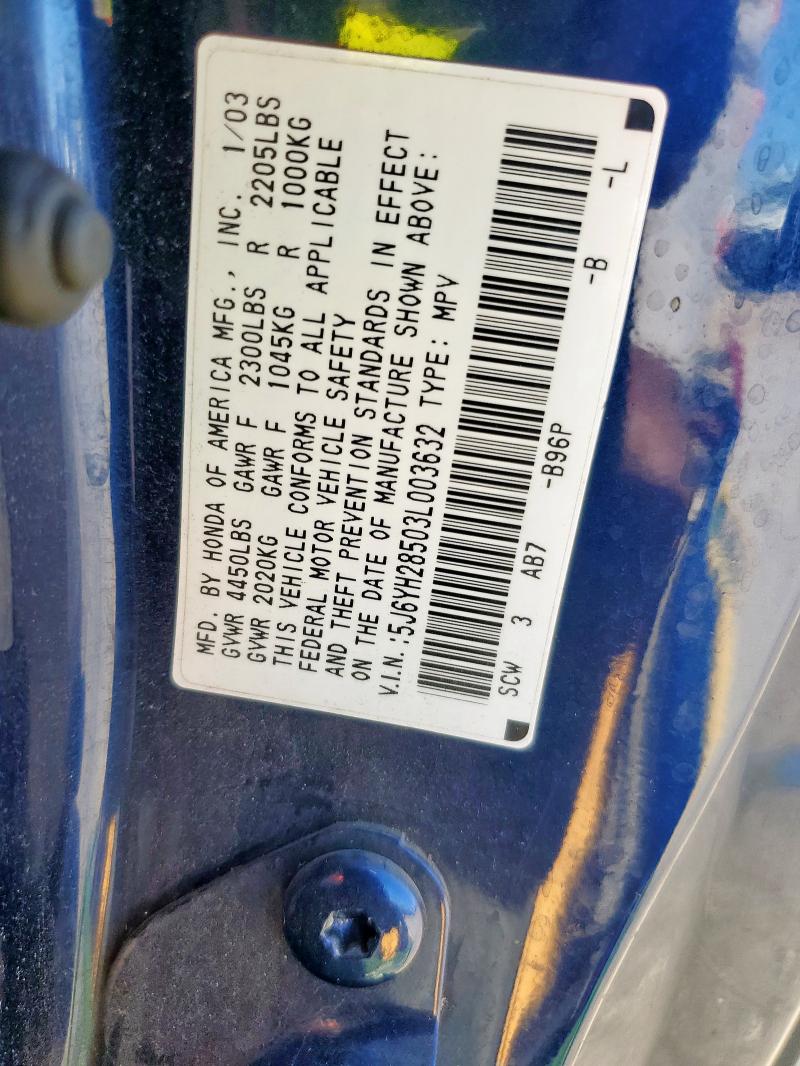 MFD. BY HONDA OF AMERICA MFG., INC. 1/03
GVWR 4450LBS GAWR F 2300LBS R 2205LBS
GVWR 2020KG GAWR F 1045KG R 1000KG
THIS VEHICLE CONFORMS TO ALL APPLICABLE
FEDERAL MOTOR VEHICLE SAFETY
AND THEFT PREVENTION STANDARDS IN EFFECT
ON THE DATE OF MANUFACTURE SHOWN ABOVE:
V.I.N.:5J6YH28503L003632 TYPE: MPV
SCW 3 AB7 -B96P -B -L